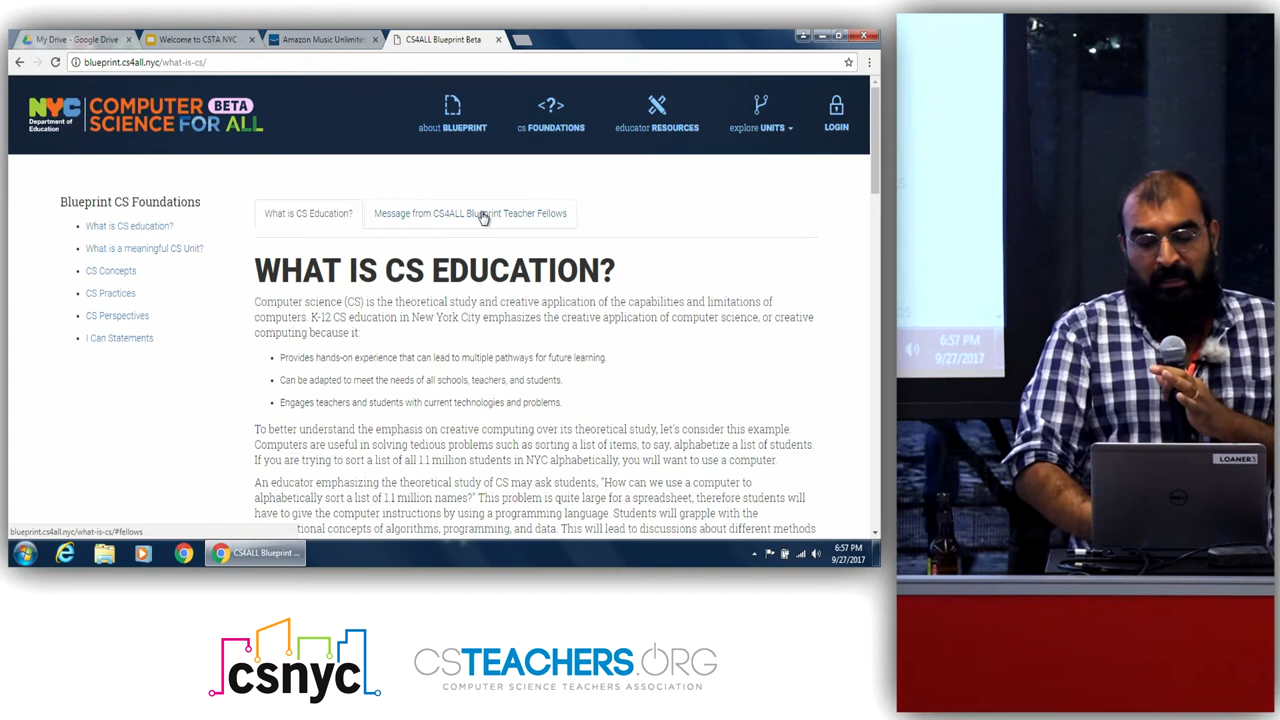 My Drive - Google Drive
Welcome to CSTA NYC -
Amazon Music Unlimite
CS4ALL Blueprint Beta
blueprint.cs4all.nyc/what-is-cs/
NYC
Department of
Education
COMPUTER BETA
SCIENCE FOR ALL
about BLUEPRINT
<?>
cs FOUNDATIONS
educator RESOURCES
explore UNITS
LOGIN
Blueprint CS Foundations
What is CS education?
What is a meaningful CS Unit?
CS Concepts
CS Practices
CS Perspectives
I Can Statements
What is CS Education?
Message from CS4ALL Blueprint Teacher Fellows
WHAT IS CS EDUCATION?
Computer science (CS) is the theoretical study and creative application of the capabilities and limitations of
computers. K-12 CS education in New York City emphasizes the creative application of computer science, or creative
computing because it:
Provides hands-on experience that can lead to multiple pathways for future learning.
Can be adapted to meet the needs of all schools, teachers, and students.
Engages teachers and students with current technologies and problems.
To better understand the emphasis on creative computing over its theoretical study, let's consider this example:
Computers are useful in solving tedious problems such as sorting a list of items, to say, alphabetize a list of students.
If you are trying to sort a list of all 1.1 million students in NYC alphabetically, you will want to use a computer.
An educator emphasizing the theoretical study of CS may ask students, "How can we use a computer to
alphabetically sort a list of 1.1 million names?" This problem is quite large for a spreadsheet, therefore students will
have to give the computer instructions by using a programming language. Students will grapple with the
tional concepts of algorithms, programming, and data. This will lead to discussions about different methods
blueprint.cs4all.nyc/what-is-cs/#fellows
CS4ALL Blueprint ...
6:57 PM
9/27/2017
6:57 PM
9/27/2017
LOANER
DELL
csnyc
CSTEACHERS.ORG
COMPUTER SCIENCE TEACHERS ASSOCIATION